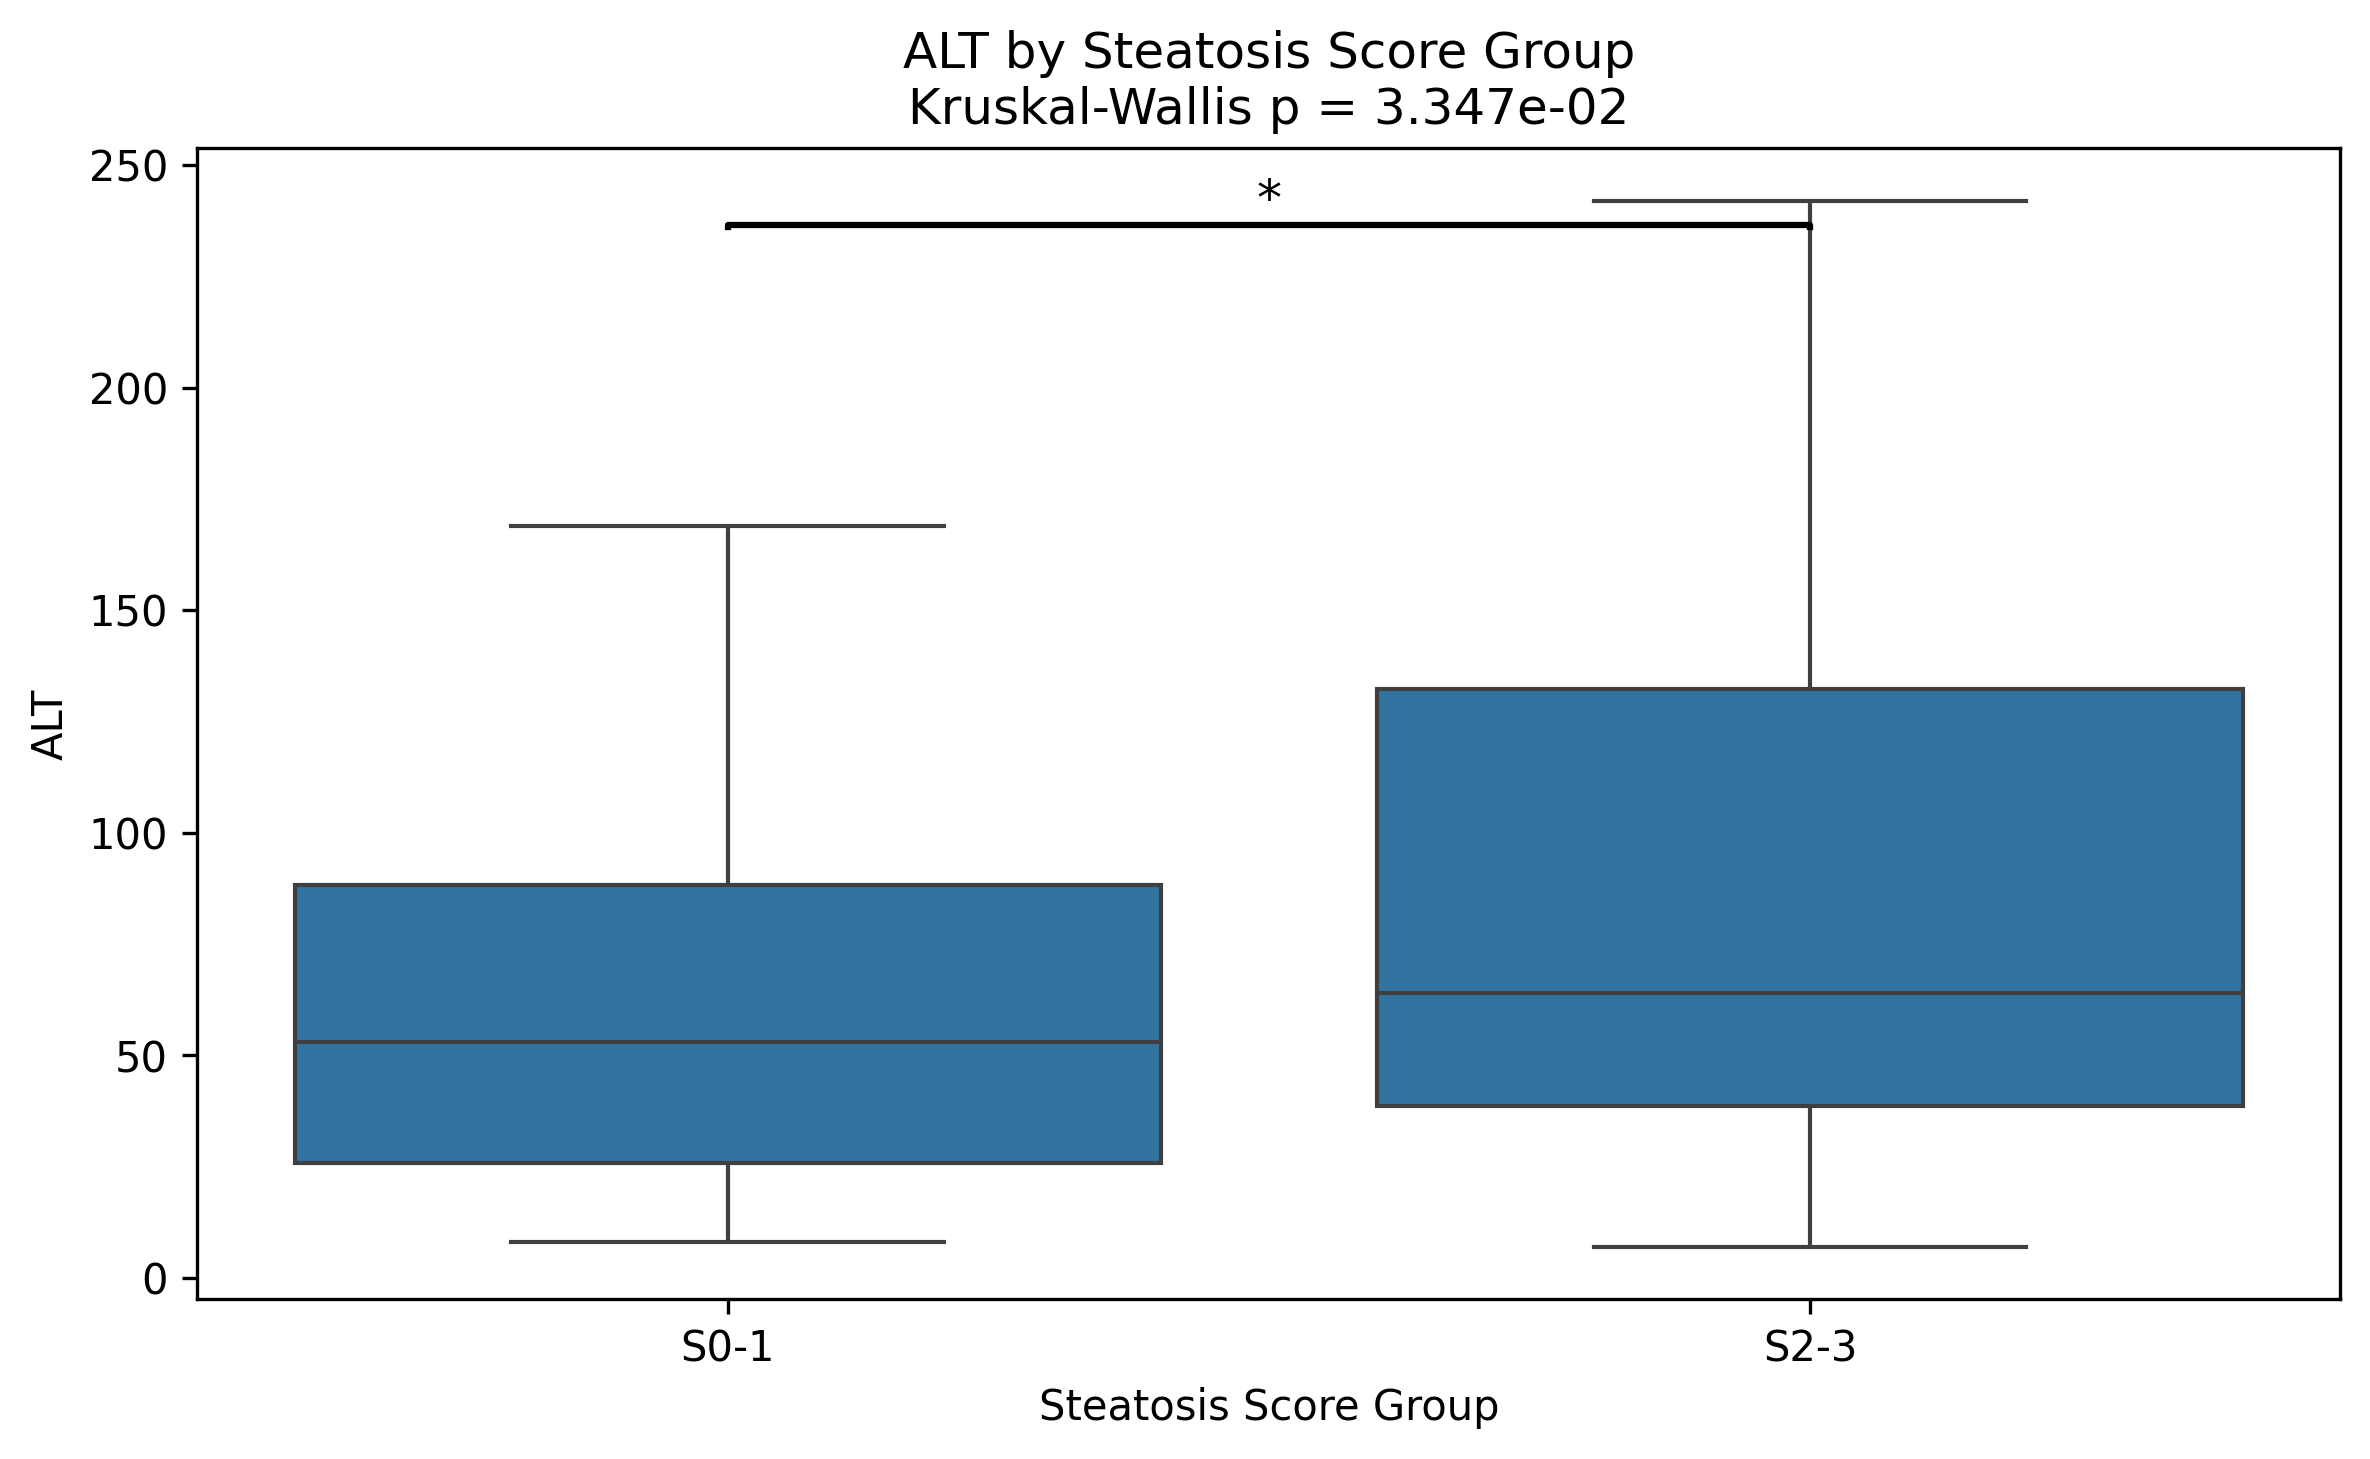 ALT by Steatosis Score Group
Kruskal-Wallis p = 3.347e-02
250
*
200
150
ALT
100
50
0
S0-1 S2-3
Steatosis Score Group